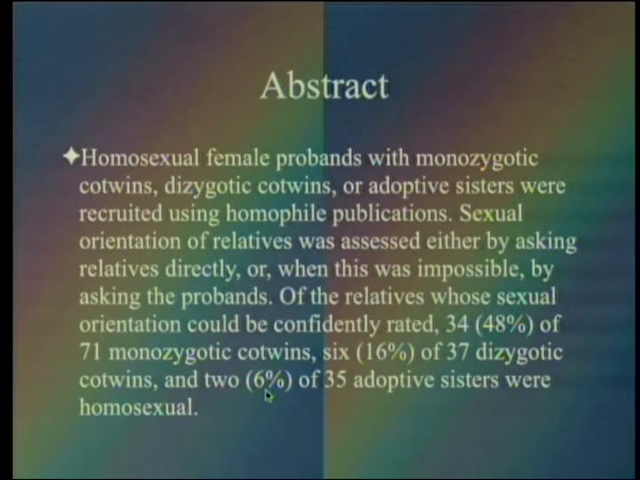 Abstract
Homosexual female probands with monozygotic
cotwins, dizygotic cotwins, or adoptive sisters were
recruited using homophile publications. Sexual
orientation of relatives was assessed either by asking
relatives directly, or, when this was impossible, by
asking the probands. Of the relatives whose sexual
orientation could be confidently rated, 34 (48%) of
71 monozygotic cotwins, six (16%) of 37 dizygotic
cotwins, and two (6%) of 35 adoptive sisters were
homosexual.